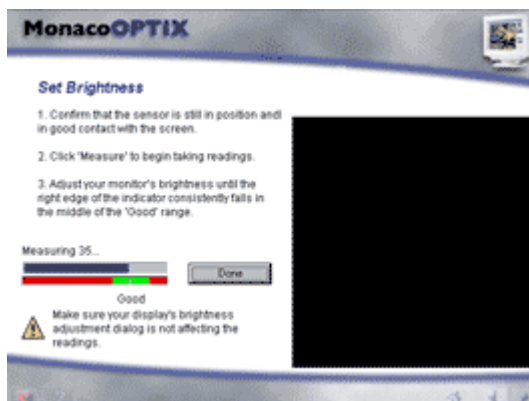 MonacoOPTIX
Set Brightness
1. Confirm that the sensor is still in position and
in good contact with the screen.
2. Click 'Measure' to begin taking readings.
3. Adjust your monitor's brightness until the
right edge of the indicator consistently falls in
the middle of the 'Good' range.
Measuring 35...
Done
Good
Make sure your display's brightness
adjustment dialog is not affecting the
readings.